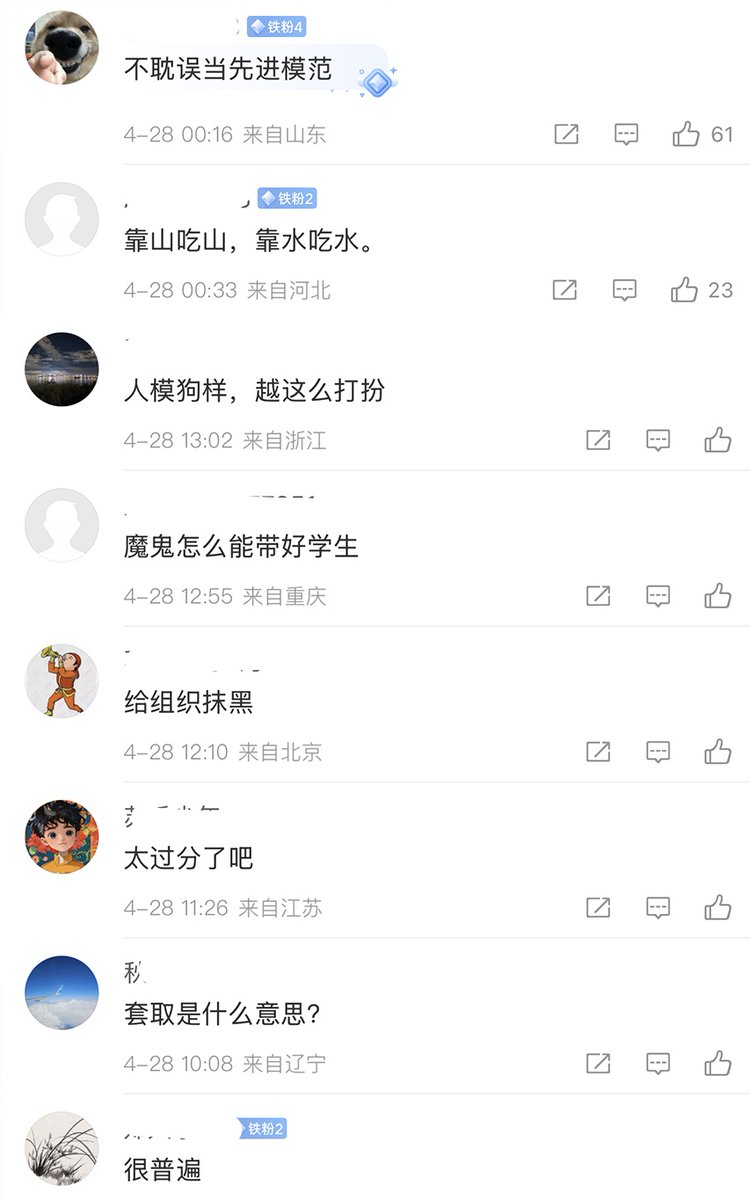 铁粉4
不耽误当先进模范
4-28 00:16 来自山东
61
铁粉2
靠山吃山，靠水吃水。
4-28 00:33 来自河北
23
人模狗样，越这么打扮
4-28 13:02 来自浙江
魔鬼怎么能带好学生
4-28 12:55 来自重庆
给组织抹黑
4-28 12:10 来自北京
太过分了吧
4-28 11:26 来自江苏
秋
套取是什么意思？
4-28 10:08 来自辽宁
铁粉2
很普遍